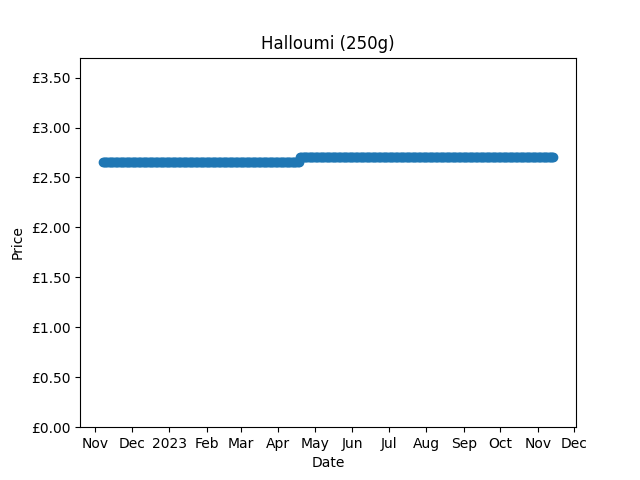 Halloumi (250g)
£3.50
£3.00
£2.50
£2.00
£1.50
£1.00
£0.50
£0.00
Price
Nov Dec 2023 Feb Mar Apr May Jun Jul Aug Sep Oct Nov Dec
Date